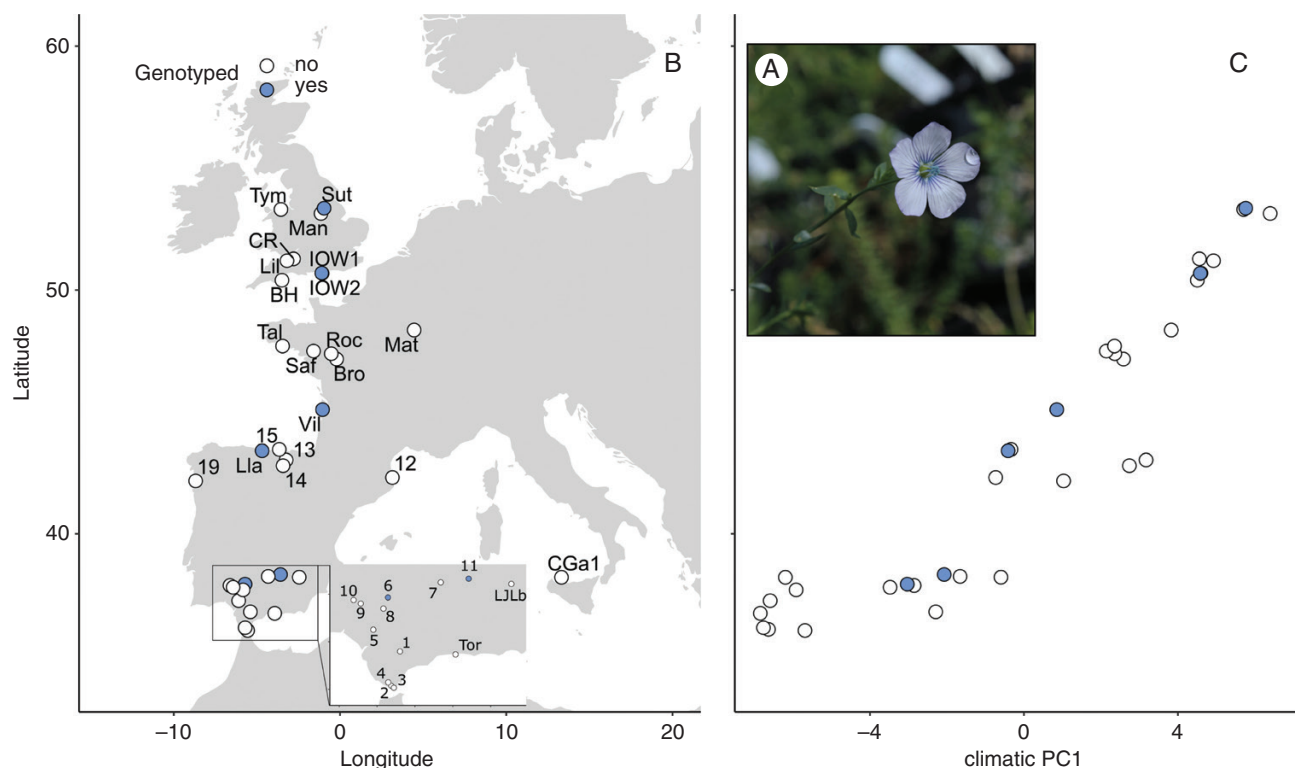 60
50
40
Latitude
Genotyped
no
yes
B
Tym
Sut
Man
CR
Lil
IOW1
BH
IOW2
Tal
Roc
Mat
Saf
Bro
Vil
15
13
Lla
14
19
12
CGa1
11
6
7
LJLb
10
9
8
5
1
Tor
4
3
2
–10
0
10
20
Longitude
A
C
–4
0
4
climatic PC1